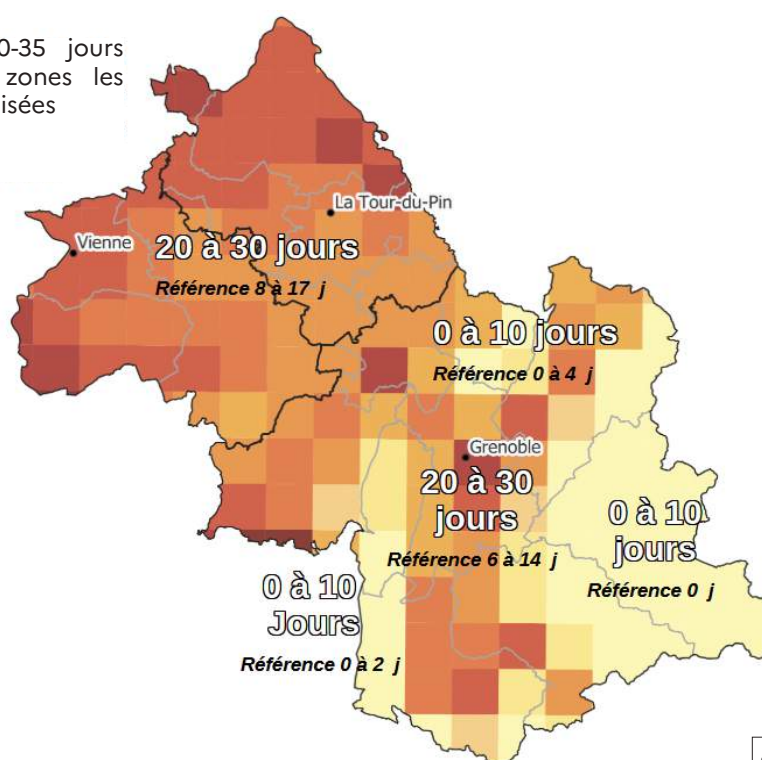 0-35 jours
zones les
isées
La Tour-du-Pin
Vienne
20 à 30 jours
Référence 8 à 17 j
0 à 10 jours
Référence 0 à 4 j
Grenoble
20 à 30
jours
Référence 6 à 14 j
0 à 10
jours
Référence 0 j
0 à 10
Jours
Référence 0 à 2 j